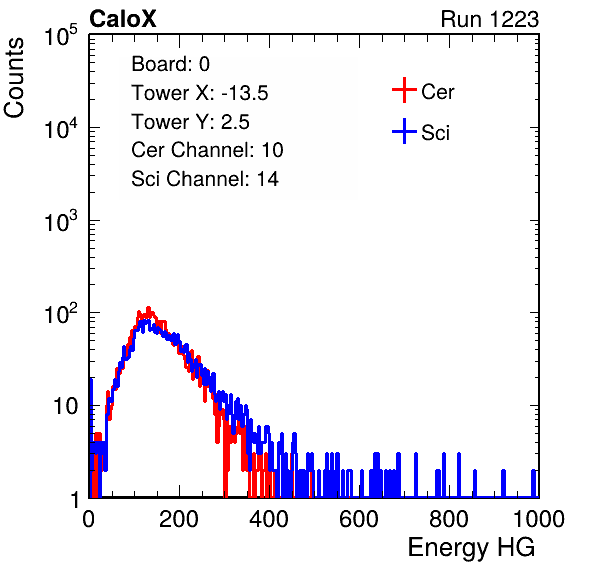 CaloX Run 1223
Board: 0
Tower X: -13.5
Tower Y: 2.5
Cer Channel: 10
Sci Channel: 14
Cer
Sci
Counts
10^5
10^4
10^3
10^2
10
1
0 200 400 600 800 1000
Energy HG